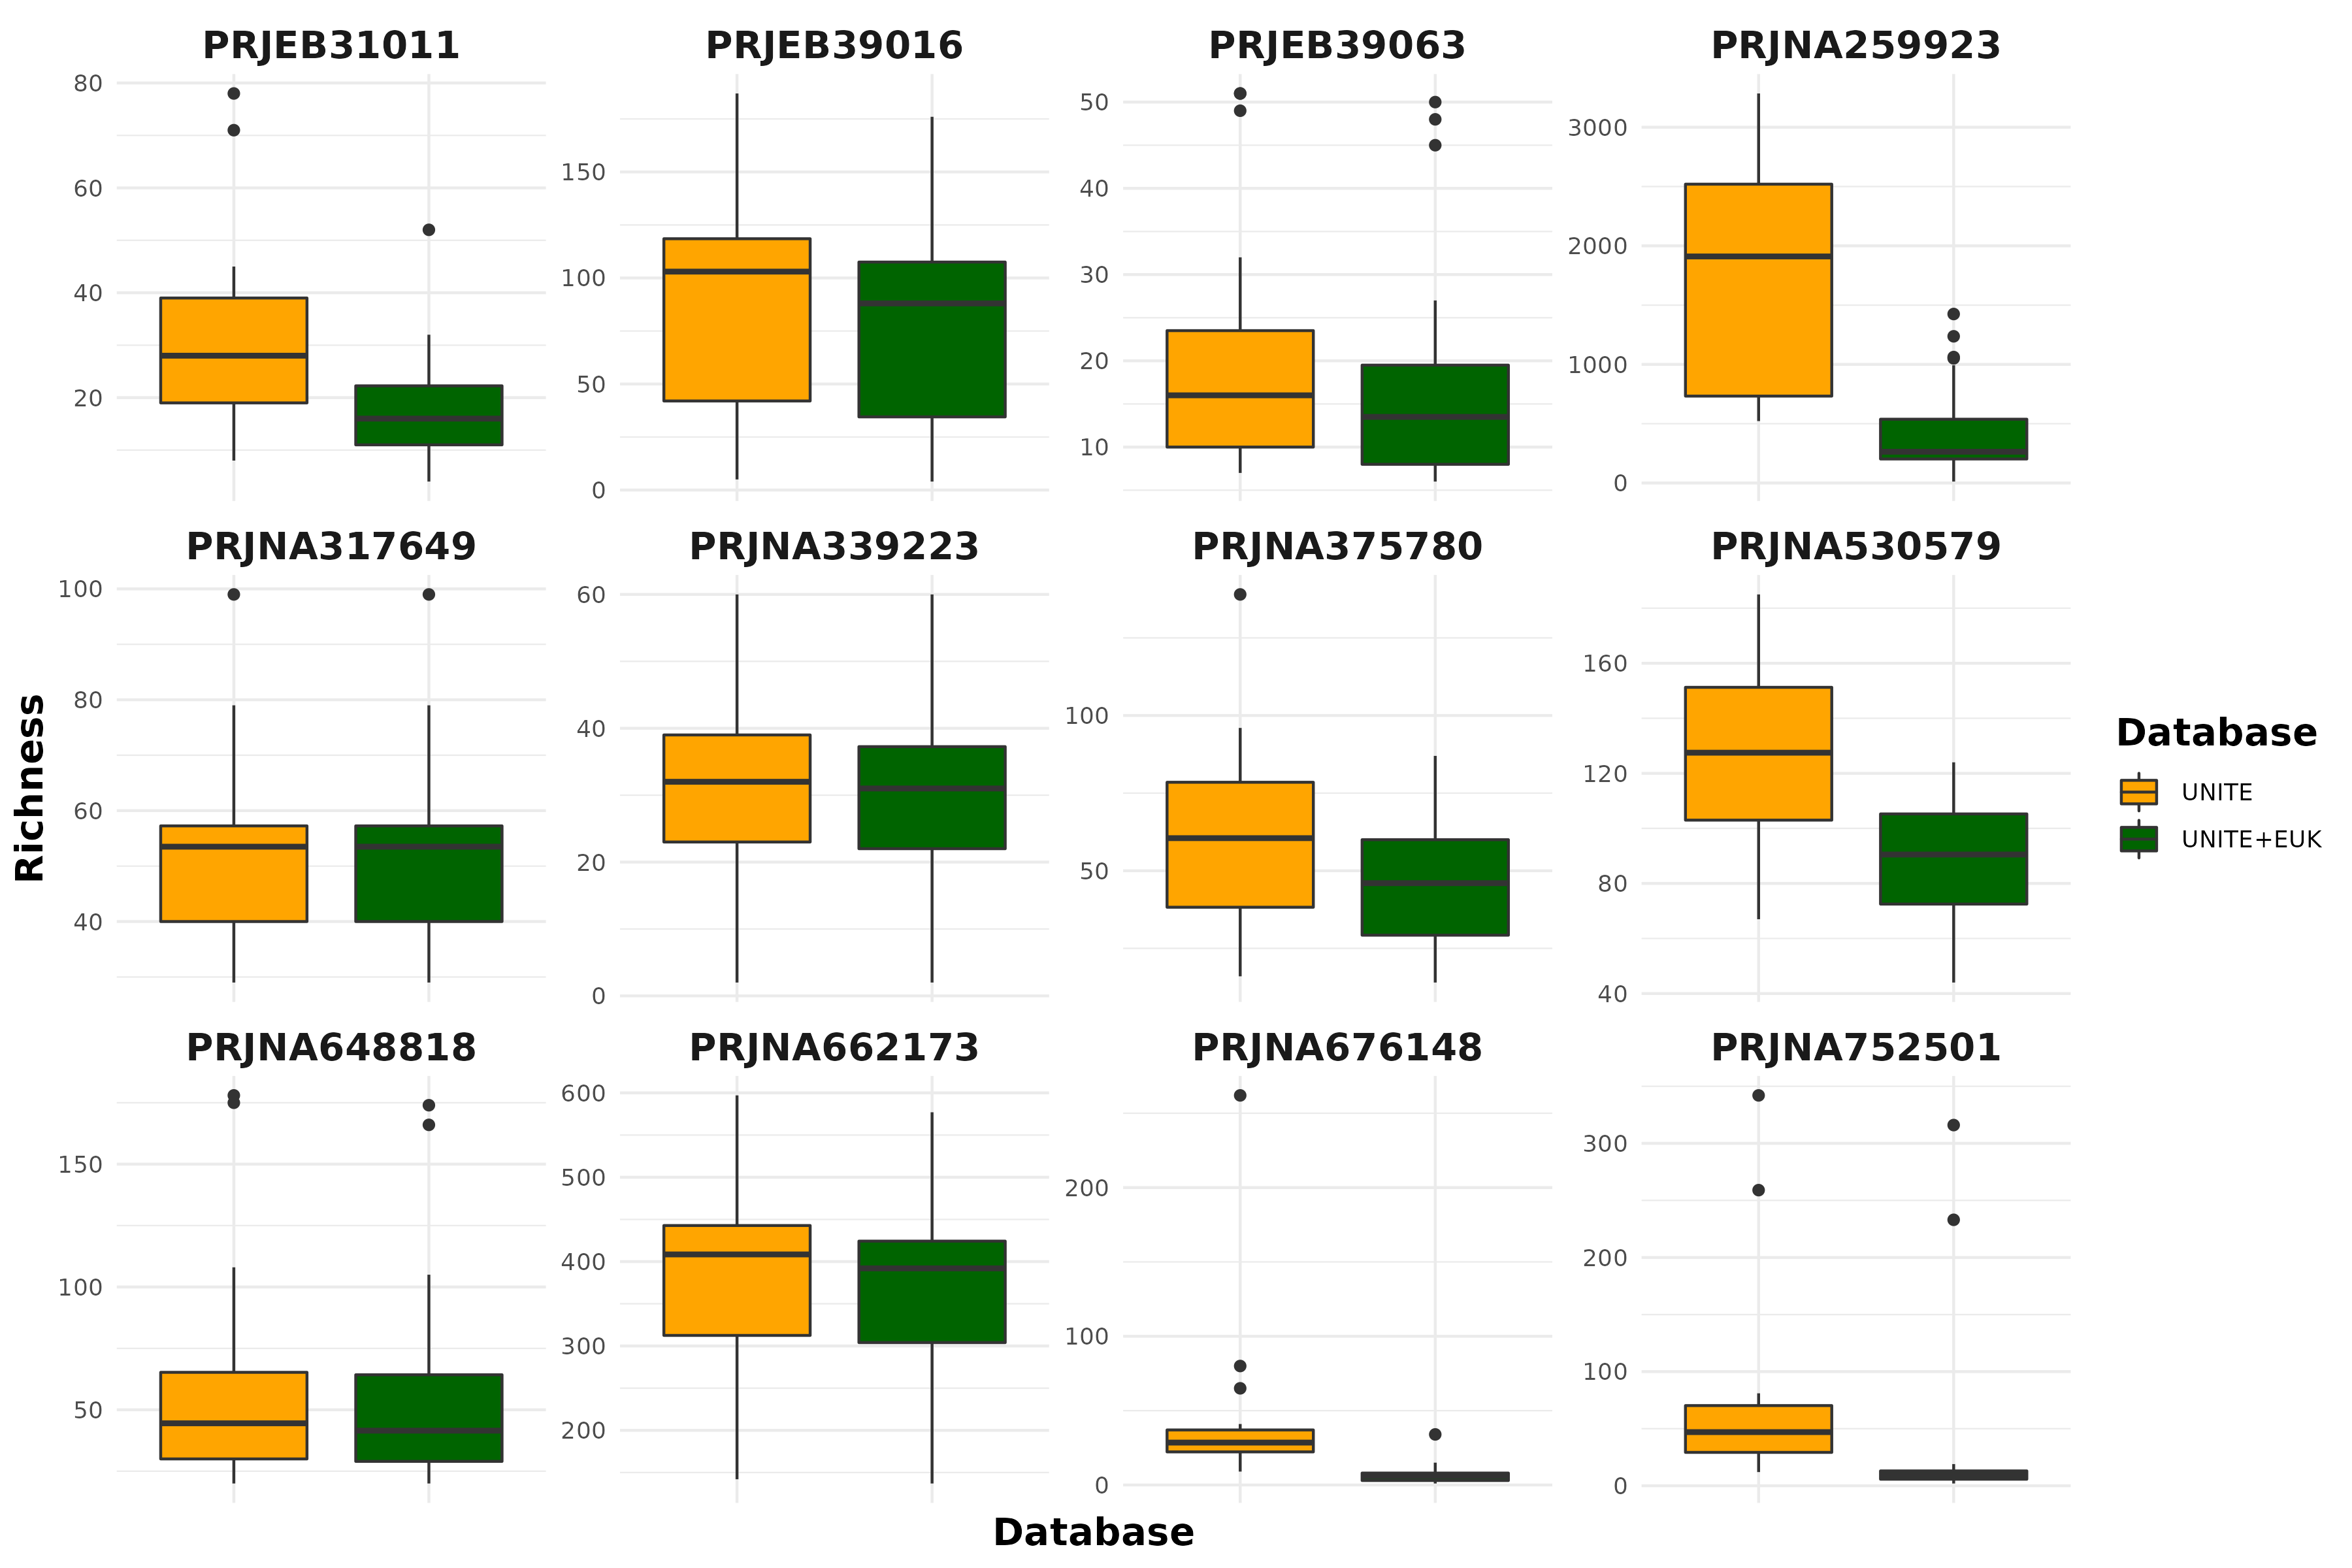 PRJEB31011
PRJEB39016
PRJEB39063
PRJNA259923
80
60
40
20
150
100
50
0
50
40
30
20
10
3000
2000
1000
0
PRJNA317649
PRJNA339223
PRJNA375780
PRJNA530579
100
80
60
40
60
40
20
0
100
50
160
120
80
40
PRJNA648818
PRJNA662173
PRJNA676148
PRJNA752501
150
100
50
600
500
400
300
200
200
100
0
300
200
100
0
Richness
Database
Database
UNITE
UNITE+EUK